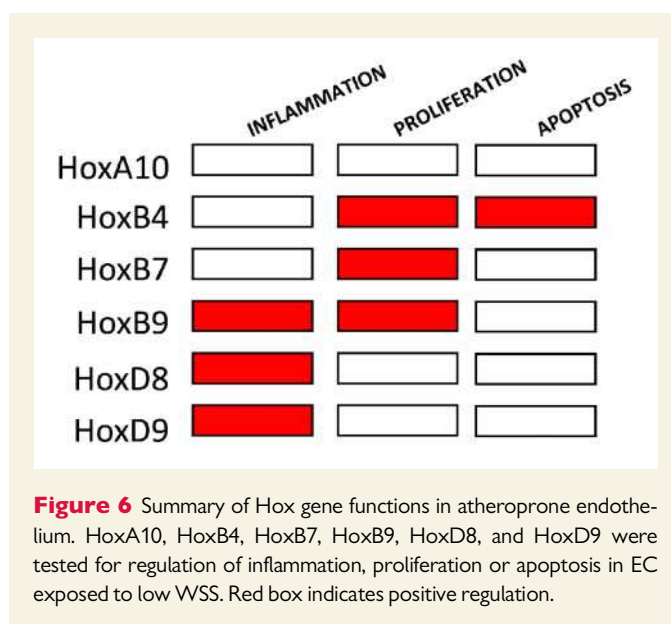 INFLAMMATION PROLIFERATION APOPTOSIS
HoxA10
HoxB4
HoxB7
HoxB9
HoxD8
HoxD9
Figure 6 Summary of Hox gene functions in atheroprone endothe-
lium. HoxA10, HoxB4, HoxB7, HoxB9, HoxD8, and HoxD9 were
tested for regulation of inflammation, proliferation or apoptosis in EC
exposed to low WSS. Red box indicates positive regulation.